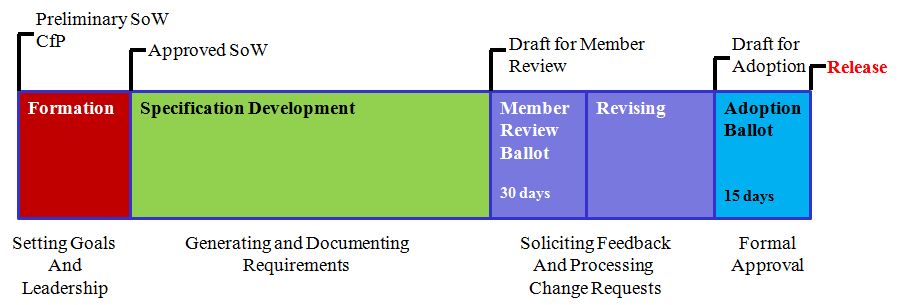 Preliminary SoW
CfP
Approved SoW
Draft for Member
Review
Draft for
Adoption
Release
Formation
Specification Development
Member
Review
Ballot
30 days
Revising
Adoption
Ballot
15 days
Setting Goals
And
Leadership
Generating and Documenting
Requirements
Soliciting Feedback
And Processing
Change Requests
Formal
Approval